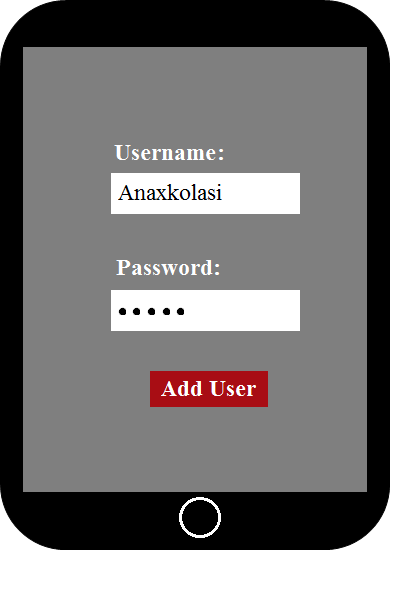 Username:
Anaxkolasi
Password:
•••••
Add User